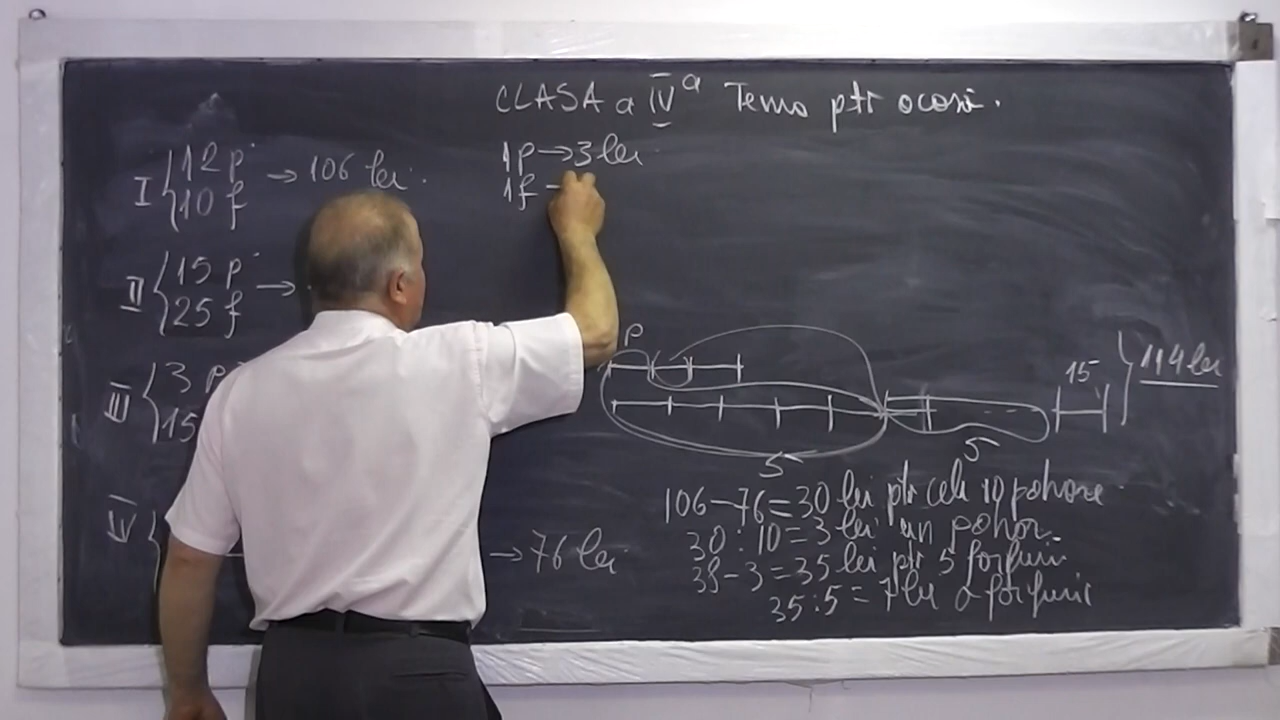 CLASA a IV a Tema ptr acasă.
I 12 p
10 f → 106 lei.
1p → 3 lei
1f -
II 15 p
25 f →
III 3 p
15
IV
→ 76 lei
P
15
114 lei
5
5
106-76=30 lei ptr cele 10 pahare
30:10=3 lei un pahar
38-3=35 lei ptr 5 farfurii
35:5=7 lei o farfurie